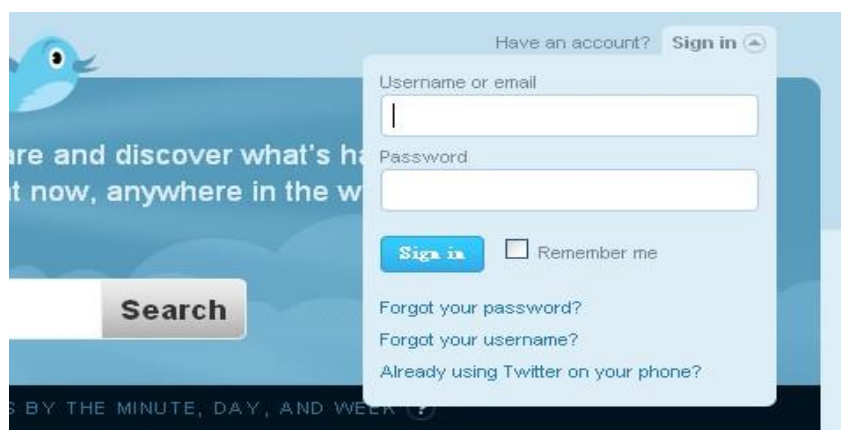 Have an account? Sign in
Username or email
are and discover what's ha
Password
t now, anywhere in the w
Sign in Remember me
Search
Forgot your password?
Forgot your username?
Already using Twitter on your phone?
S BY THE MINUTE, DAY, AND WEEK ?